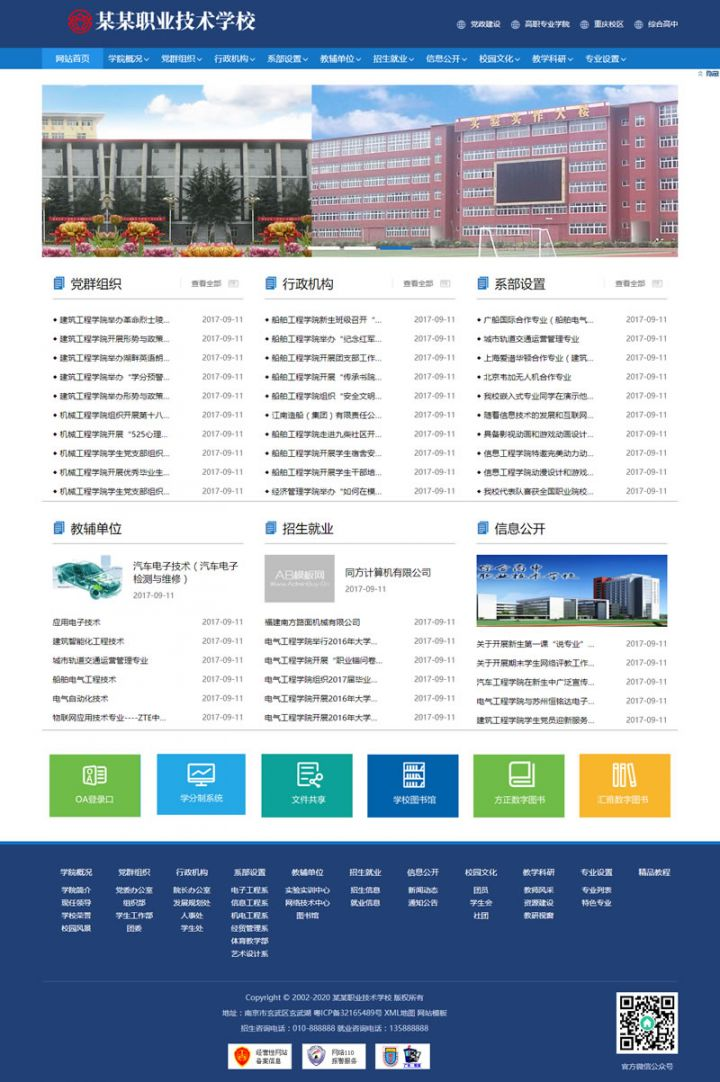 某某职业技术学校
党政建设 高职专业学院 重庆校区 综合高中
网站首页 学院概况 党群组织 行政机构 系部设置 教辅单位 招生就业 信息公开 校园文化 教学科研 专业设置
实验实作大楼
党群组织 查看全部
建筑工程学院举办革命烈士陵... 2017-09-11
建筑工程学院开展形势与政策... 2017-09-11
建筑工程学院举办湖畔英语朗... 2017-09-11
建筑工程学院举办“学分预警... 2017-09-11
建筑工程学院举办形势与政策... 2017-09-11
机械工程学院组织开展第十八... 2017-09-11
机械工程学院开展“525心理... 2017-09-11
机械工程学院学生党支部组织... 2017-09-11
机械工程学院开展优秀毕业生... 2017-09-11
机械工程学院学生党支部组织... 2017-09-11
行政机构 查看全部
船舶工程学院新生班级召开“... 2017-09-11
船舶工程学院举办“纪念红军... 2017-09-11
船舶工程学院开展团支部工作... 2017-09-11
船舶工程学院开展“传承书院... 2017-09-11
船舶工程学院组织“安全文明... 2017-09-11
江南造船（集团）有限责任公... 2017-09-11
船舶工程学院走进九柴社区开... 2017-09-11
船舶工程学院开展学生宿舍安... 2017-09-11
船舶工程学院开展学生干部培... 2017-09-11
经济管理学院举办“如何在模... 2017-09-11
系部设置 查看全部
广船国际合作专业（船舶电气... 2017-09-11
城市轨道交通运营管理专业 2017-09-11
上海爱谱华顿合作专业（建筑... 2017-09-11
北京韦加无人机合作专业 2017-09-11
我校嵌入式专业同学在演示他... 2017-09-11
随着信息技术的发展和互联网... 2017-09-11
具备影视动画和游戏动画设计... 2017-09-11
信息工程学院特邀完美动力动... 2017-09-11
信息工程学院动漫设计和游戏... 2017-09-11
我校代表队喜获全国职业院校... 2017-09-11
教辅单位
汽车电子技术（汽车电子
检测与维修）
2017-09-11
应用电子技术 2017-09-11
建筑智能化工程技术 2017-09-11
城市轨道交通运营管理专业 2017-09-11
船舶电气工程技术 2017-09-11
电气自动化技术 2017-09-11
物联网应用技术专业----ZTE中... 2017-09-11
招生就业
AB模板网
同方计算机有限公司
2017-09-11
福建南方路面机械有限公司 2017-09-11
电气工程学院举行2016年大学... 2017-09-11
电气工程学院开展“职业锚问卷... 2017-09-11
电气工程学院组织2017届毕业... 2017-09-11
电气工程学院开展2016年大学... 2017-09-11
电气工程学院开展2016年大学... 2017-09-11
信息公开
综合高中
职业技术学校
关于开展新生第一课“说专业”... 2017-09-11
关于开展期末学生网络评教工作... 2017-09-11
汽车工程学院在新生中广泛宣传... 2017-09-11
电气工程学院与苏州恒铭达电子... 2017-09-11
建筑工程学院学生党员迎新服务... 2017-09-11
OA登录口 学分制系统 文件共享 学校图书馆 方正数字图书 汇雅数字图书
学院概况 党群组织 行政机构 系部设置 教辅单位 招生就业 信息公开 校园文化 教学科研 专业设置 精品教程
学院简介 党委办公室 院长办公室 电子工程系 实验实训中心 招生信息 新闻动态 团员 教师风采 专业列表
现任领导 组织部 发展规划处 信息工程系 网络技术中心 就业信息 通知公告 学生会 资源建设 特色专业
学校荣誉 学生工作部 人事处 机电工程系 图书馆 社团 教研视窗
校园风景 团委 学生处 经贸管理系
体育教学部
艺术设计系
Copyright © 2002-2020 某某职业技术学校 版权所有
地址：南京市玄武区玄武湖 粤ICP备32165489号 XML地图 网站模板
招生咨询电话：010-888888 就业咨询电话：135888888
经营性网站
备案信息
网络110
报警服务
官方微信公众号